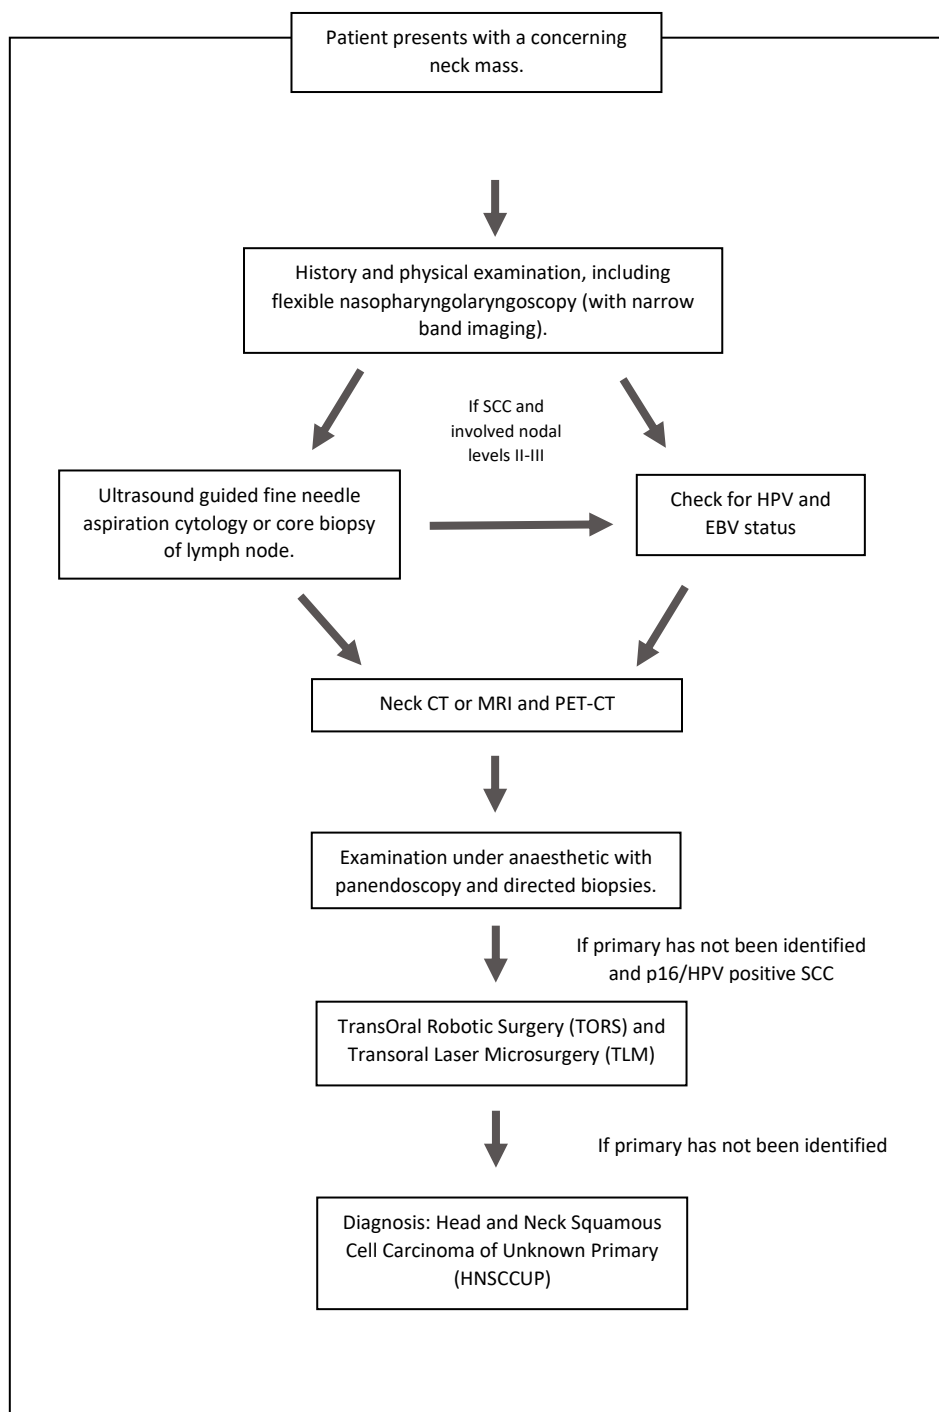 Patient presents with a concerning
neck mass.
History and physical examination, including
flexible nasopharyngolaryngoscopy (with narrow
band imaging).
If SCC and
involved nodal
levels II-III
Ultrasound guided fine needle
aspiration cytology or core biopsy
of lymph node.
Check for HPV and
EBV status
Neck CT or MRI and PET-CT
Examination under anaesthetic with
panendoscopy and directed biopsies.
If primary has not been identified
and p16/HPV positive SCC
TransOral Robotic Surgery (TORS) and
Transoral Laser Microsurgery (TLM)
If primary has not been identified
Diagnosis: Head and Neck Squamous
Cell Carcinoma of Unknown Primary
(HNSCCUP)